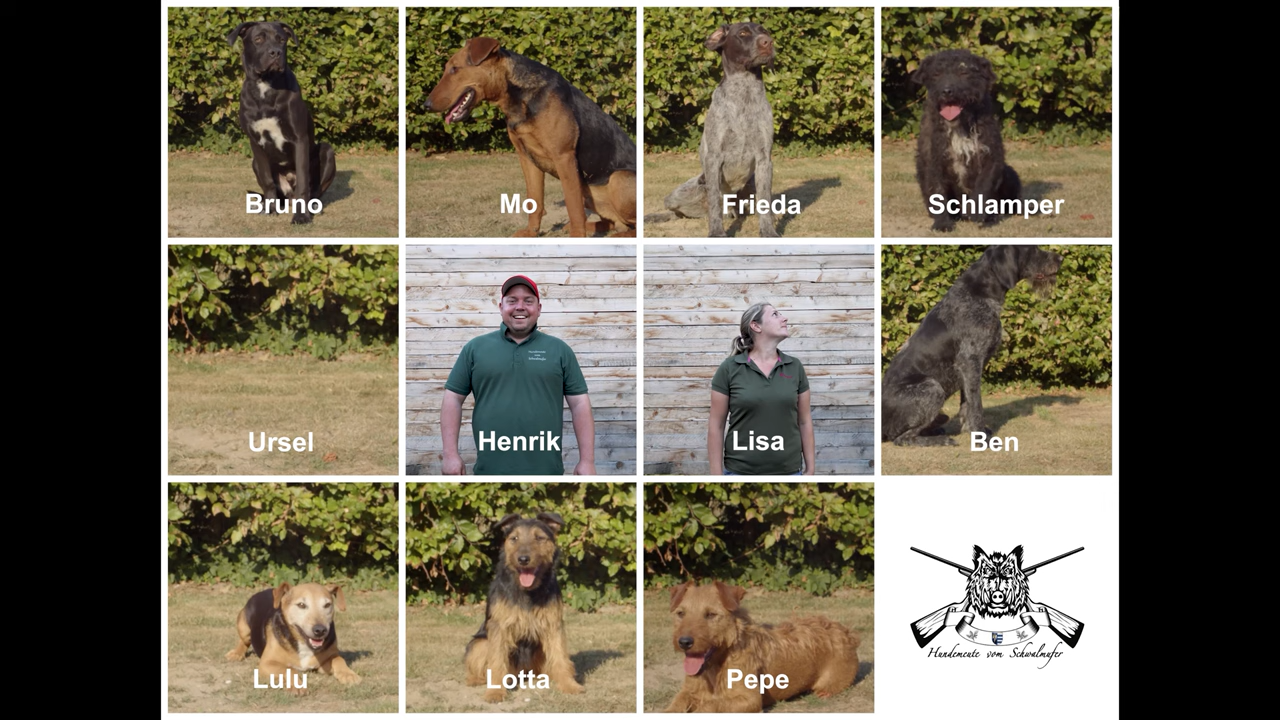 Bruno
Mo
Frieda
Schlamper
Ursel
Henrik
Lisa
Ben
Lulu
Lotta
Pepe
Hundemeute vom Schwalmufer